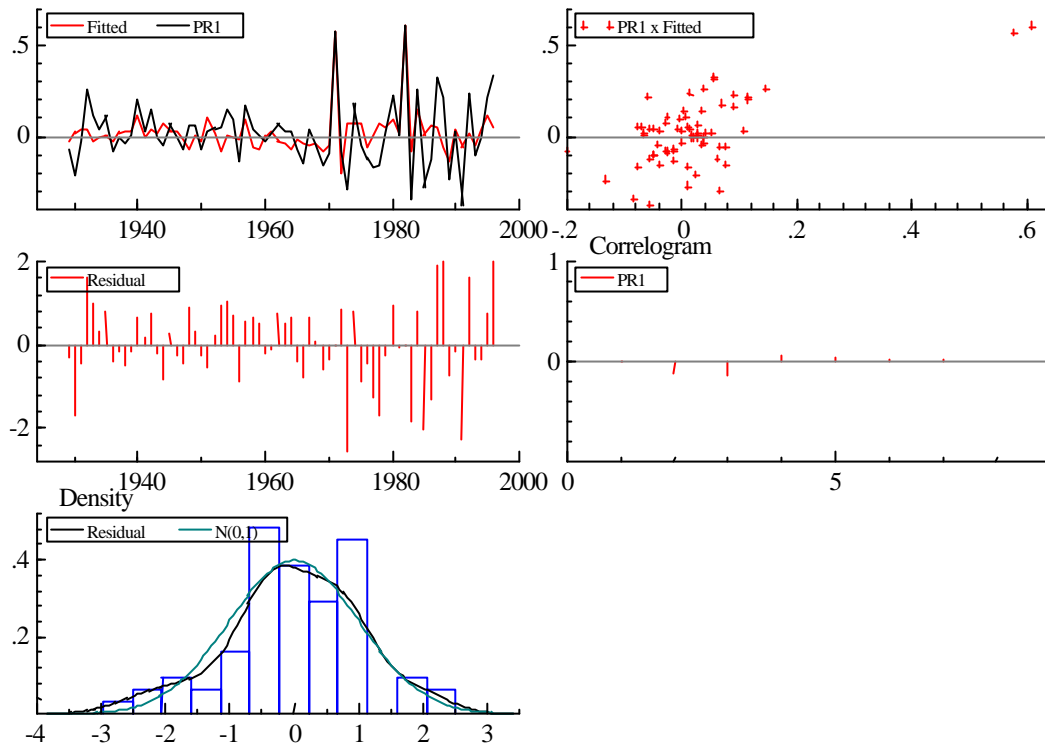 Fitted PR1
.5
0
1940 1960 1980 2000
PR1 x Fitted
.5
0
-.2 0 .2 .4 .6
Residual
2
0
-2
1940 1960 1980 2000
Correlogram
PR1
1
0
0 5
Density
Residual N(0,1)
.4
.2
-4 -3 -2 -1 0 1 2 3